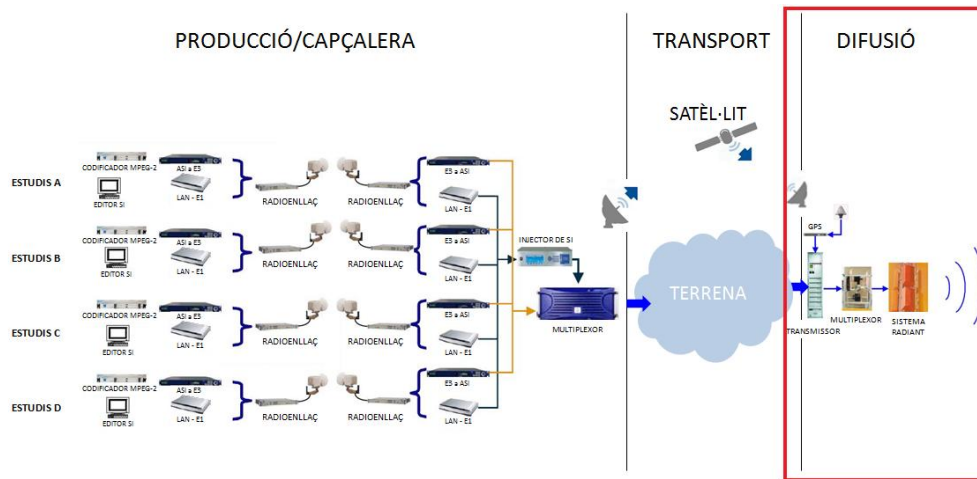 PRODUCCIÓ/CAPÇALERA
TRANSPORT
DIFUSIÓ
SATÈL·LIT
ESTUDIS A
CODIFICADOR MPEG-2
EDITOR SI
ASI a E3
LAN - E1
RADIOENLLAÇ
RADIOENLLAÇ
E3 a ASI
LAN - E1
ESTUDIS B
CODIFICADOR MPEG-2
EDITOR SI
ASI a E3
LAN - E1
RADIOENLLAÇ
RADIOENLLAÇ
E3 a ASI
LAN - E1
ESTUDIS C
CODIFICADOR MPEG-2
EDITOR SI
ASI a E3
LAN - E1
RADIOENLLAÇ
RADIOENLLAÇ
E3 a ASI
LAN - E1
ESTUDIS D
CODIFICADOR MPEG-2
EDITOR SI
ASI a E3
LAN - E1
RADIOENLLAÇ
RADIOENLLAÇ
E3 a ASI
LAN - E1
INJECTOR DE SI
MULTIPLEXOR
TERRENA
GPS
TRANSMISSOR
MULTIPLEXOR
SISTEMA
RADIANT